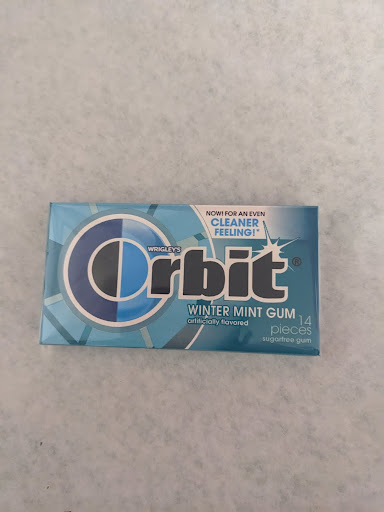 NOW! FOR AN EVEN
CLEANER
FEELING!*
WRIGLEY'S
Orbit®
WINTER MINT GUM
artificially flavored
14
pieces
sugarfree gum